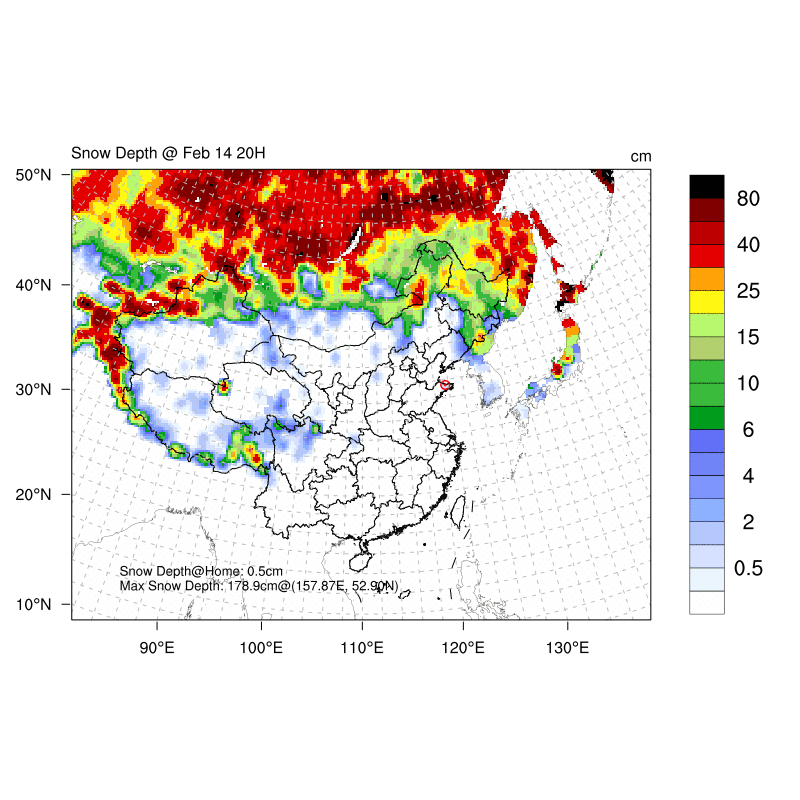 Snow Depth @ Feb 14 20H
cm
50°N
40°N
30°N
20°N
10°N
80
40
25
15
10
6
4
2
0.5
Snow Depth@Home: 0.5cm
Max Snow Depth: 178.9cm@(157.87E, 52.90N)
90°E
100°E
110°E
120°E
130°E